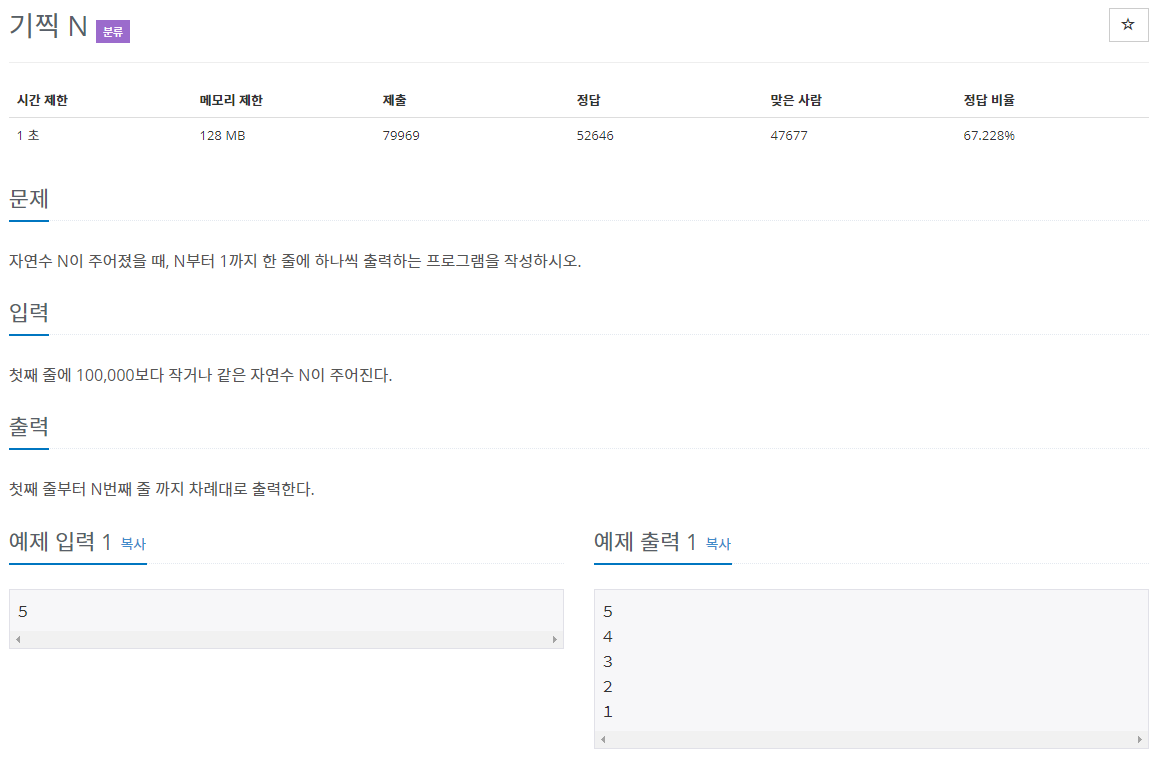 기찍 N 분류
☆
시간 제한 메모리 제한 제출 정답 맞은 사람 정답 비율
1 초 128 MB 79969 52646 47677 67.228%
문제
자연수 N이 주어졌을 때, N부터 1까지 한 줄에 하나씩 출력하는 프로그램을 작성하시오.
입력
첫째 줄에 100,000보다 작거나 같은 자연수 N이 주어진다.
출력
첫째 줄부터 N번째 줄 까지 차례대로 출력한다.
예제 입력 1 복사
5
예제 출력 1 복사
5
4
3
2
1